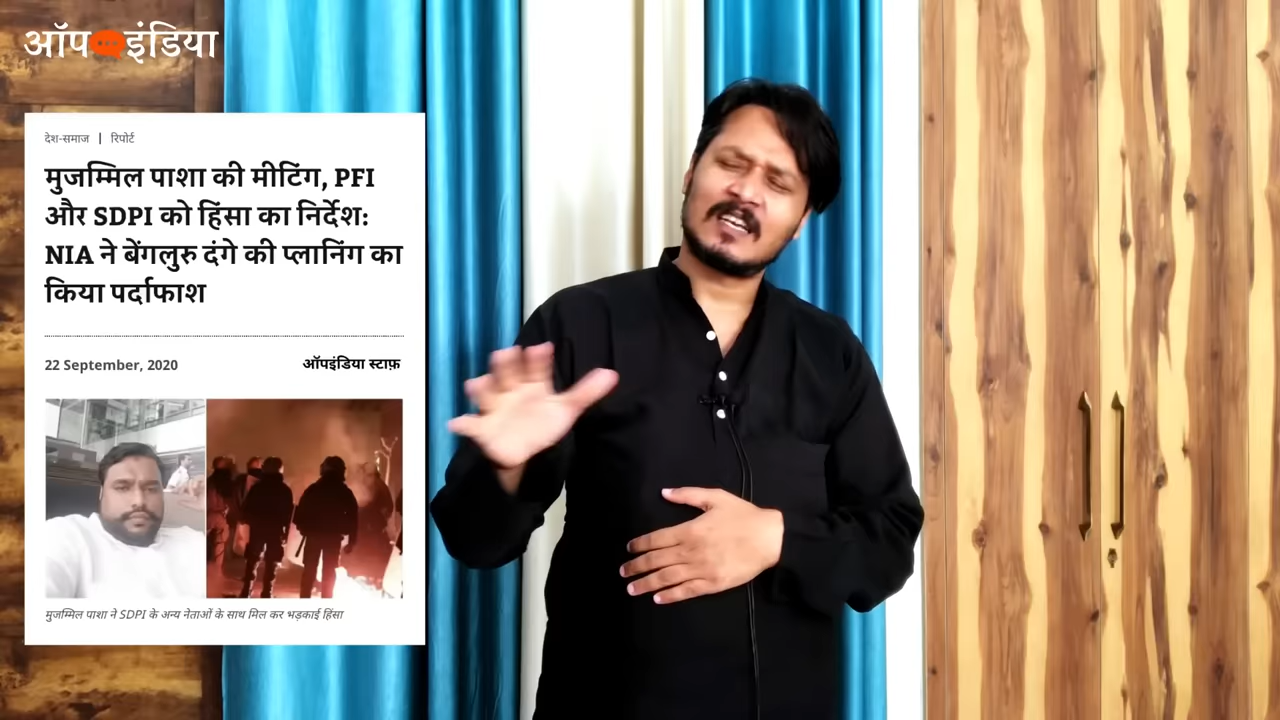 ऑपइंडिया
देश-समाज | रिपोर्ट
मुजम्मिल पाशा की मीटिंग, PFI
और SDPI को हिंसा का निर्देश:
NIA ने बेंगलुरु दंगे की प्लानिंग का
किया पर्दाफाश
22 September, 2020 ऑपइंडिया स्टाफ़
मुजम्मिल पाशा ने SDPI के अन्य नेताओं के साथ मिल कर भड़काई हिंसा